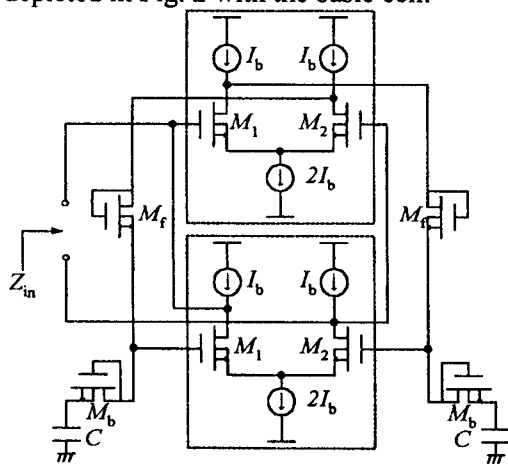 depicted in Fig. 2 with the basic cell.
I_b I_b
M_1 M_2
2I_b
M_f M_f
Z_in
I_b I_b
M_1 M_2
2I_b
M_b M_b
C C